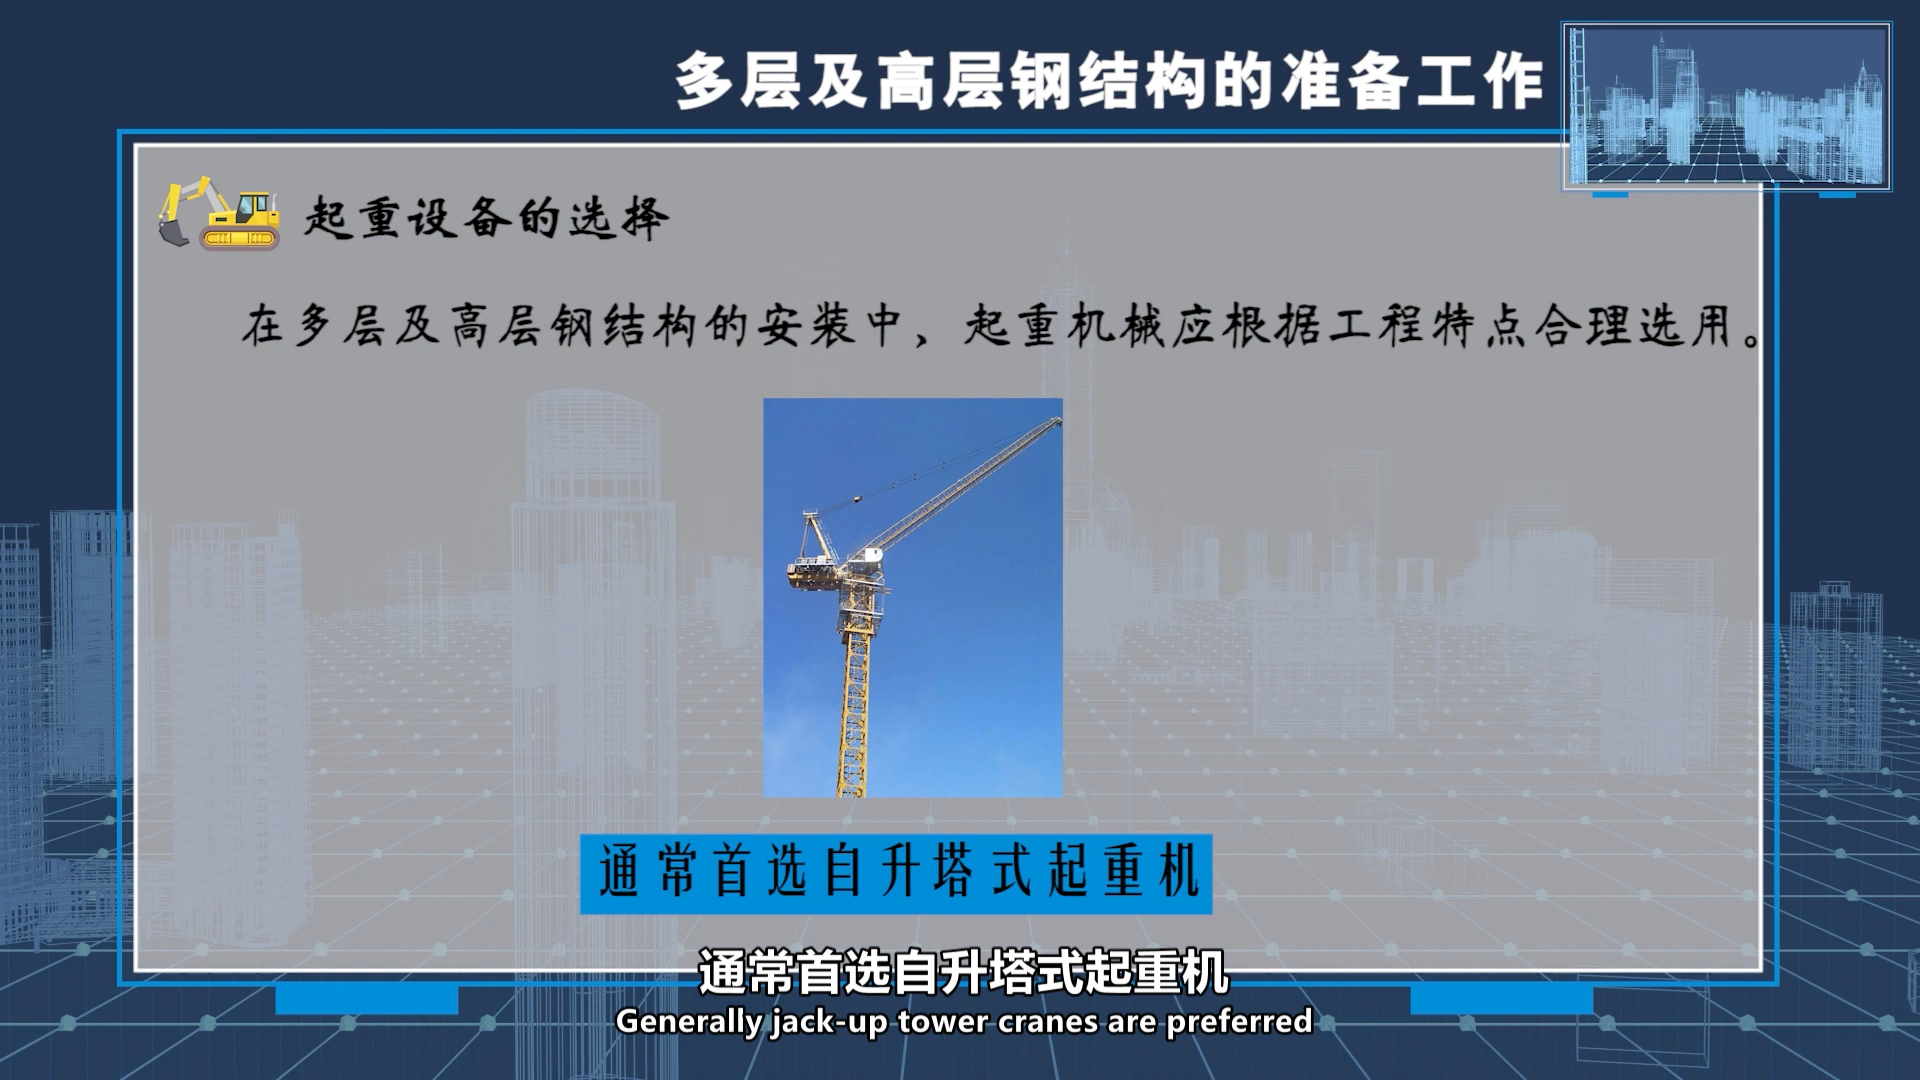 多层及高层钢结构的准备工作
起重设备的选择
在多层及高层钢结构的安装中，起重机械应根据工程特点合理选用。
通常首选自升塔式起重机
通常首选自升塔式起重机
Generally jack-up tower cranes are preferred